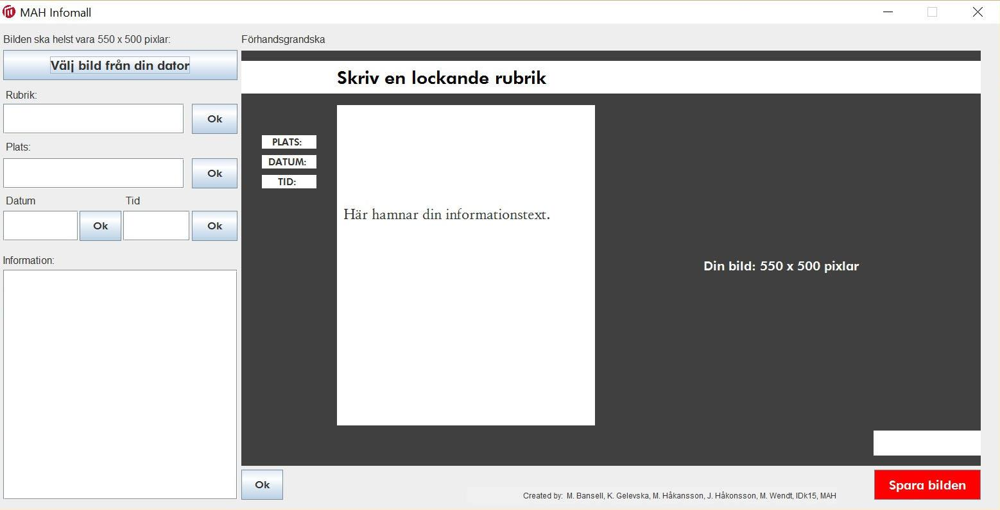 MAH Infomall
Bilden ska helst vara 550 x 500 pixlar:
Välj bild från din dator
Rubrik:
Ok
Plats:
Ok
Datum
Tid
Ok
Ok
Information:
Ok
Förhandsgrandska
Skriv en lockande rubrik
PLATS:
DATUM:
TID:
Här hamnar din informationstext.
Din bild: 550 x 500 pixlar
Created by: M. Bansell, K. Gelevska, M. Håkansson, J. Håkonsson, M. Wendt, IDk15, MAH
Spara bilden